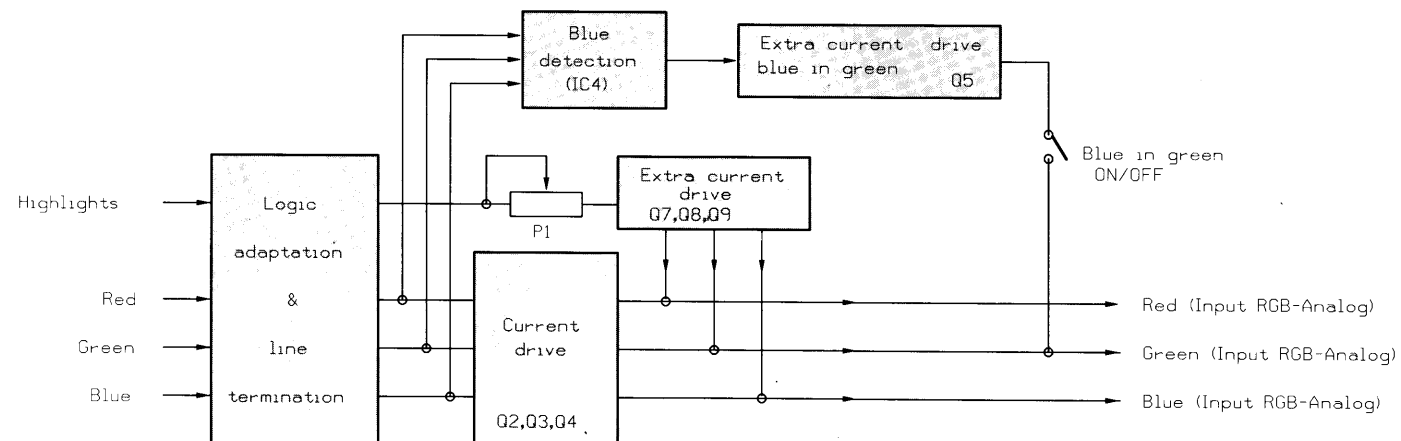 Blue
detection
(IC4)
Extra current drive
blue in green
Q5
Blue in green
ON/OFF
Highlights
Red
Green
Blue
Logic
adaptation
&
line
termination
P1
Extra current
drive
Q7,Q8,Q9
Current
drive
Q2,Q3,Q4
Red (Input RGB-Analog)
Green (Input RGB-Analog)
Blue (Input RGB-Analog)